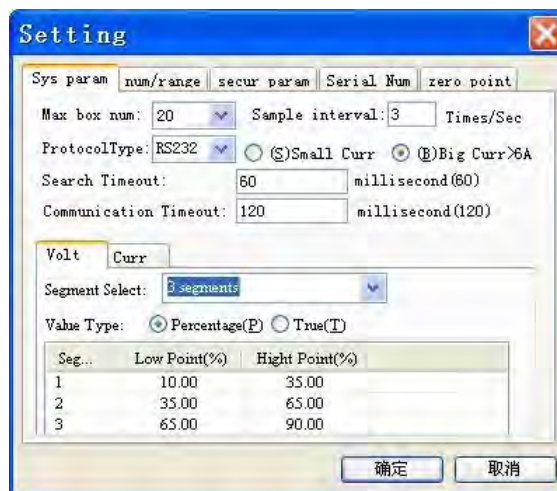 Setting
Sys param num/range secur param Serial Num zero point
Max box num: 20 Sample interval: 3 Times/Sec
ProtocolType: RS232 (S)Small Curr (B)Big Curr>6A
Search Timeout: 60 millisecond(60)
Communication Timeout: 120 millisecond(120)
Volt Curr
Segment Select: 3 segments
Value Type: Percentage(P) True(T)
Seg... Low Point(%) Hight Point(%)
1 10.00 35.00
2 35.00 65.00
3 65.00 90.00
确定 取消